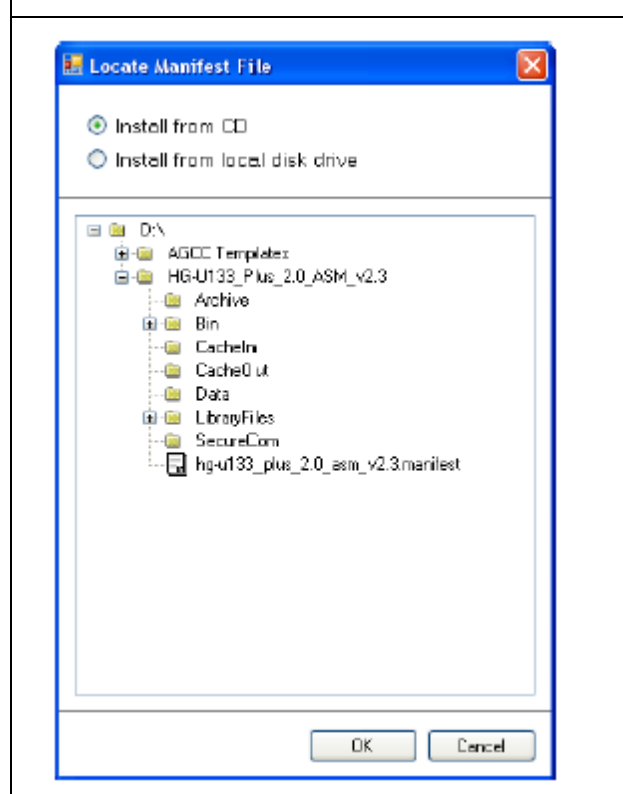 Locate Manifest File
Install from CD
Install from local disk drive
D:\
AGCC Templates
HG-U133_Plus_2.0_ASM_v2.3
Archive
Bin
CacheIn
CacheOut
Data
LibraryFiles
SecureCom
hg-u133_plus_2.0_asm_v2.3.manifest
OK
Cancel